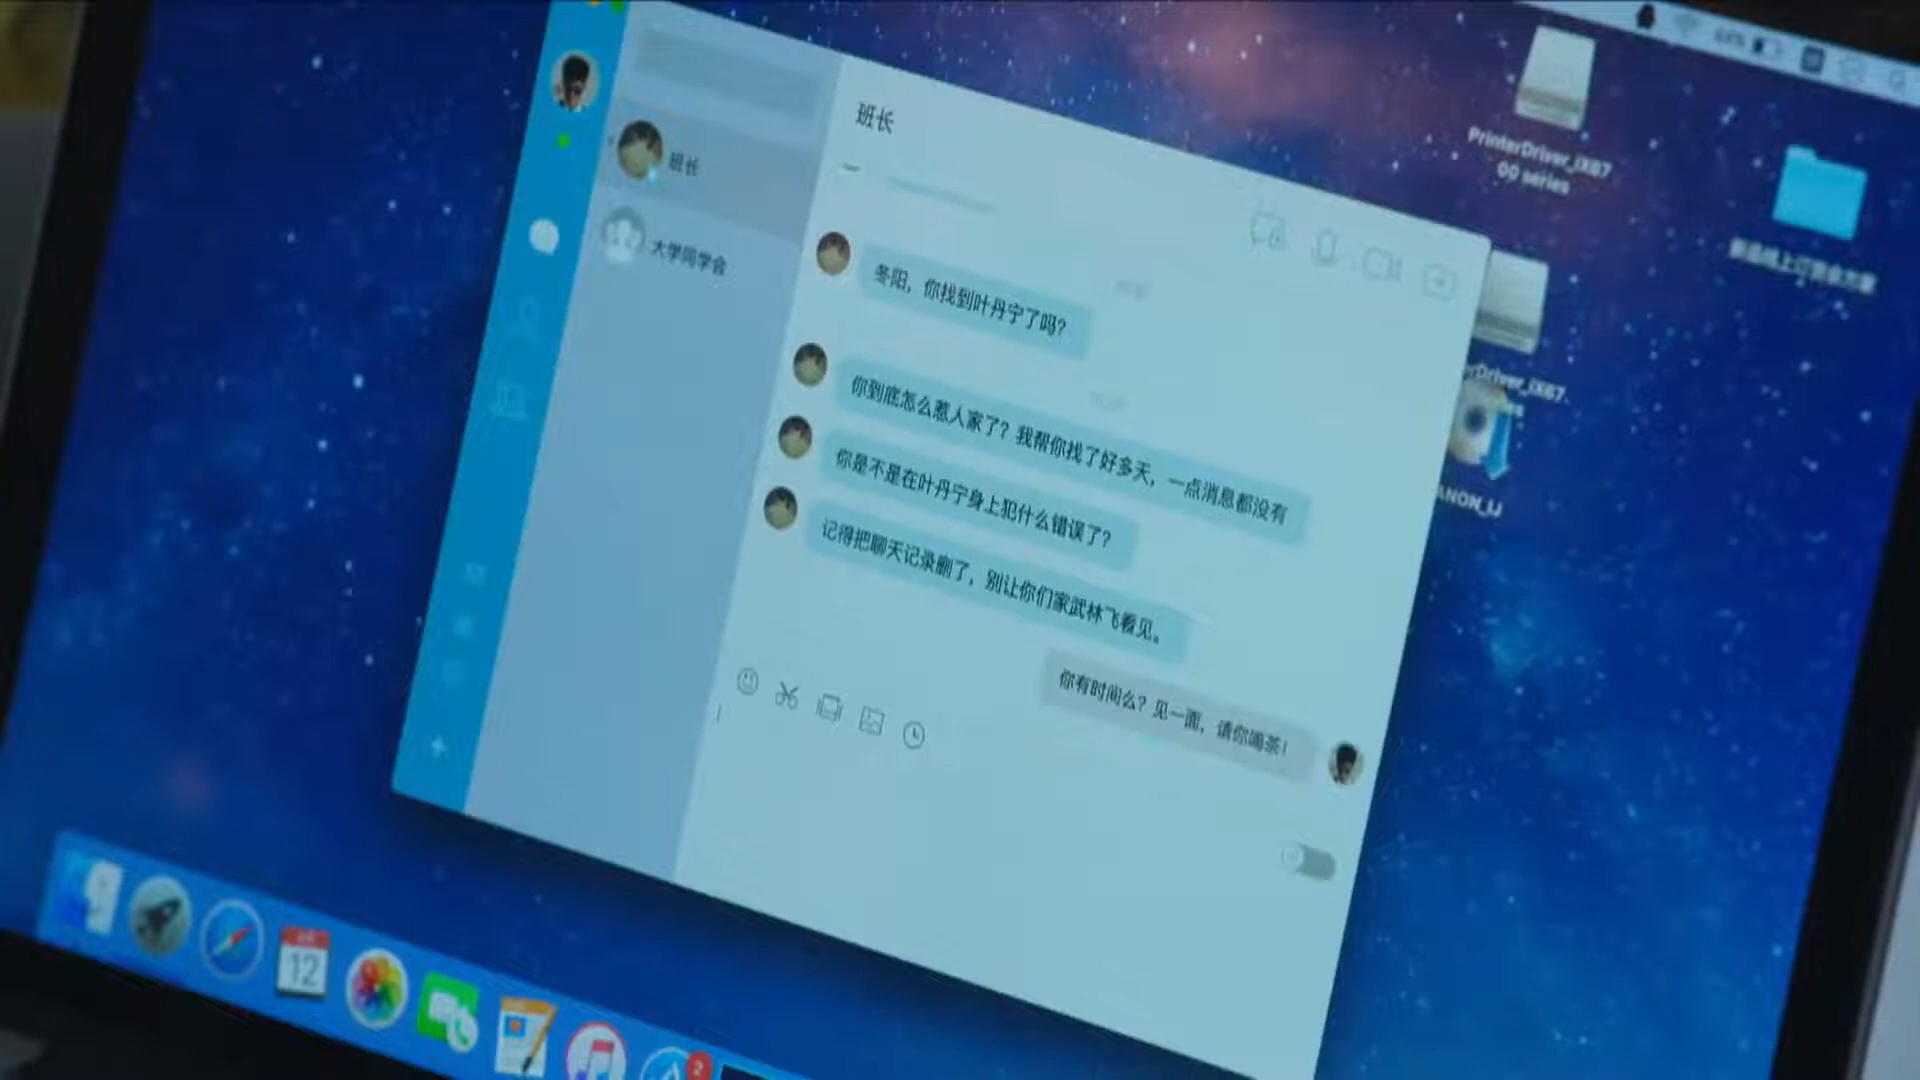 班长
班长
大学同学会
冬阳，你找到叶丹宁了吗？
你到底怎么惹人家了？我帮你找了好多天，一点消息都没有
你是不是在叶丹宁身上犯什么错误了？
记得把聊天记录删了，别让你们家武林飞看见。
你有时间么？见一面，请你喝茶！
PrinterDriver_iX67
00 series
erDriver_iX67
ANON_IJ
12
2